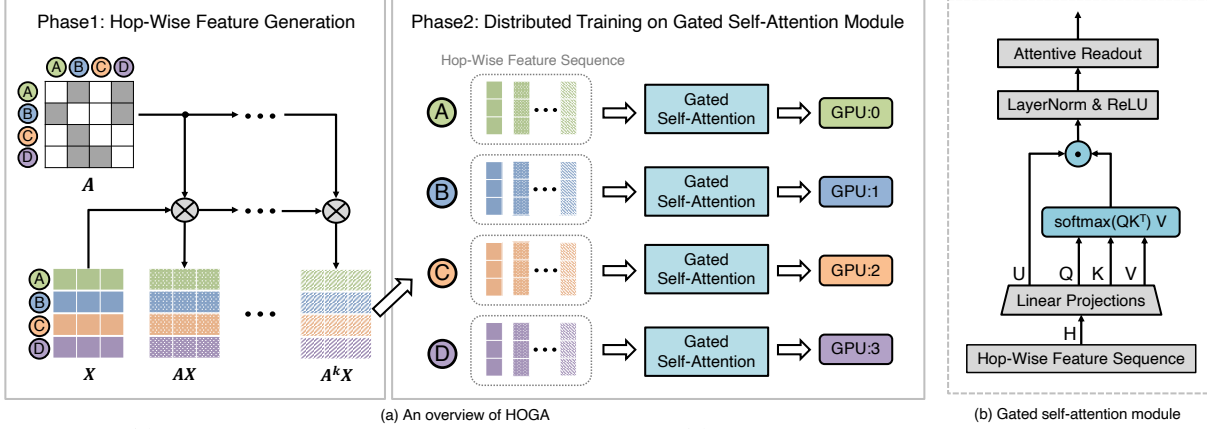 Phase1: Hop-Wise Feature Generation
A B C D
A
B
C
D
A
A
B
C
D
X
AX
AᵏX
Phase2: Distributed Training on Gated Self-Attention Module
Hop-Wise Feature Sequence
A
Gated
Self-Attention
GPU:0
B
Gated
Self-Attention
GPU:1
C
Gated
Self-Attention
GPU:2
D
Gated
Self-Attention
GPU:3
(a) An overview of HOGA
Attentive Readout
LayerNorm & ReLU
softmax(QKᵀ) V
U Q K V
Linear Projections
H
Hop-Wise Feature Sequence
(b) Gated self-attention module